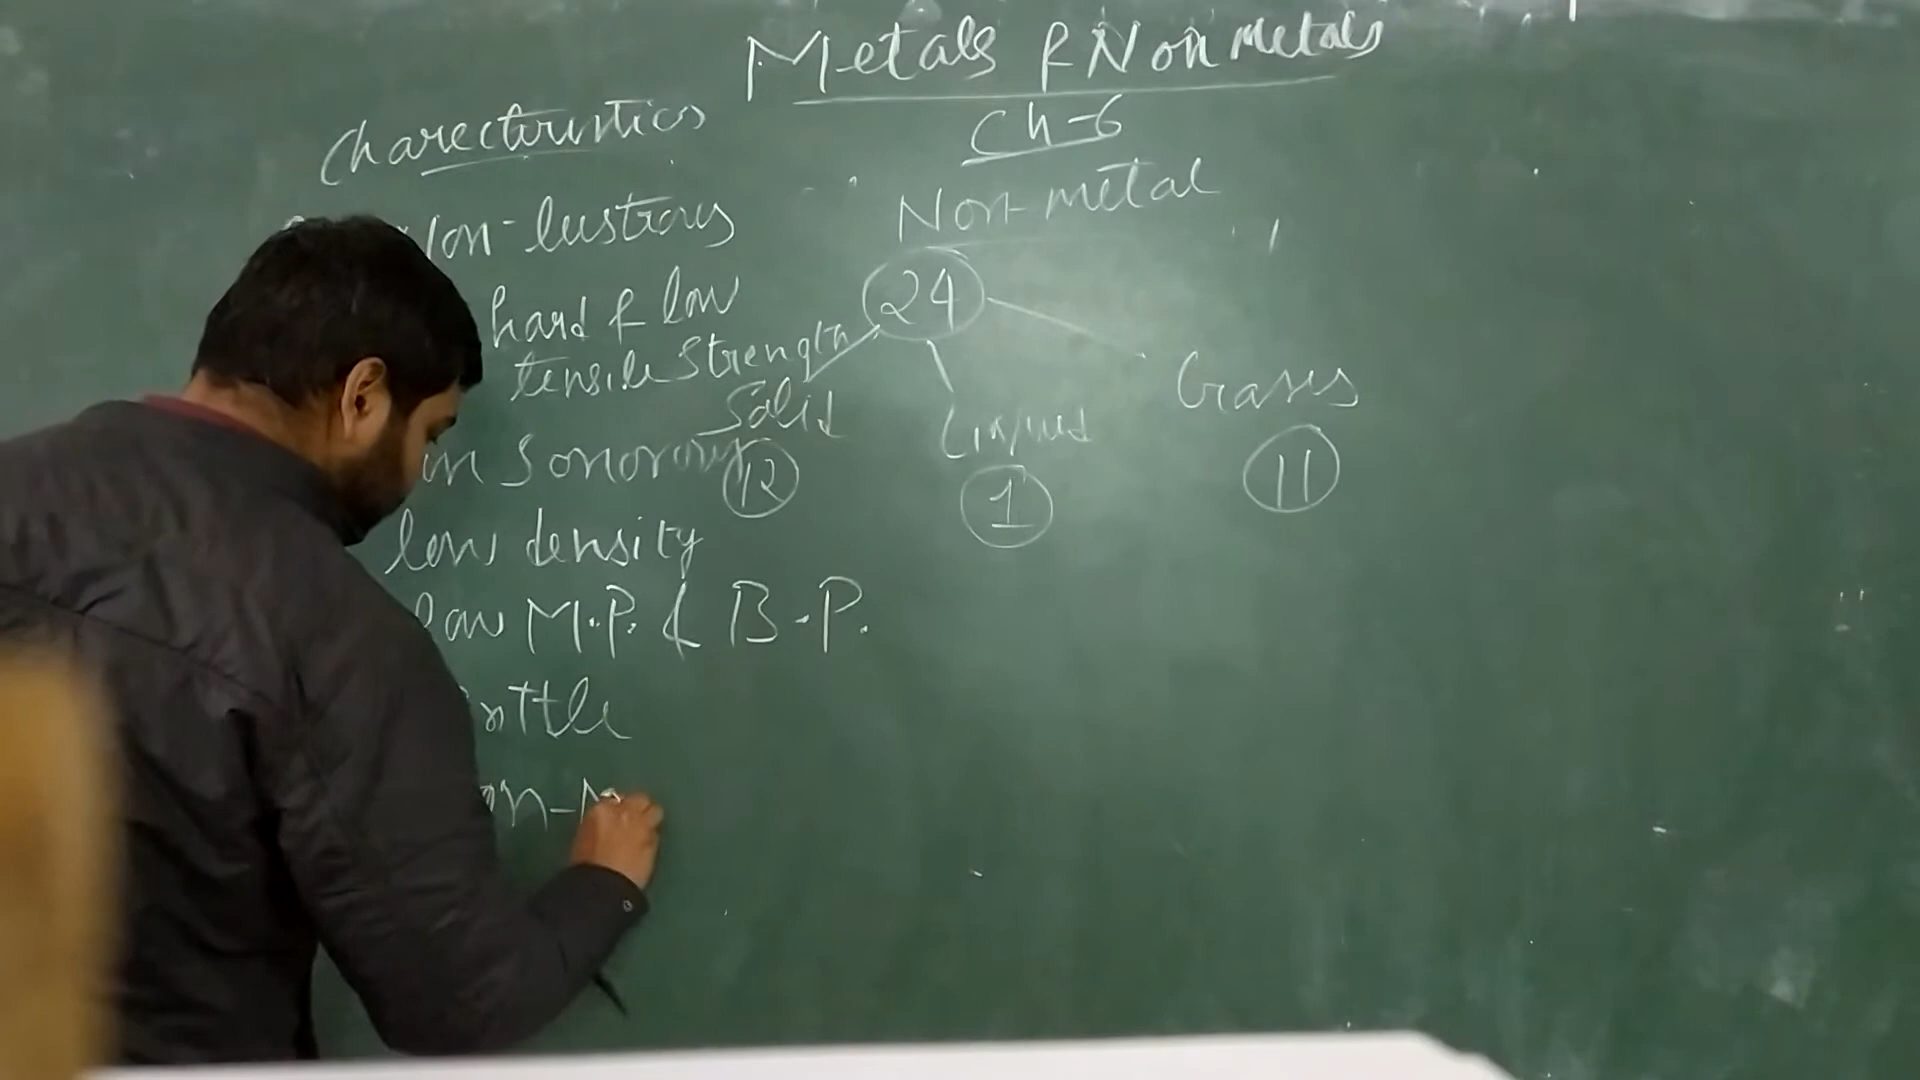 Metals & Non Metals
Ch-6
Charecteristics
Non-lustrous
hard & low
tensile Strength
Sonorous
low density
low M.P. & B.P.
Non-metal
24
Solid
12
Liquid
1
Gases
11